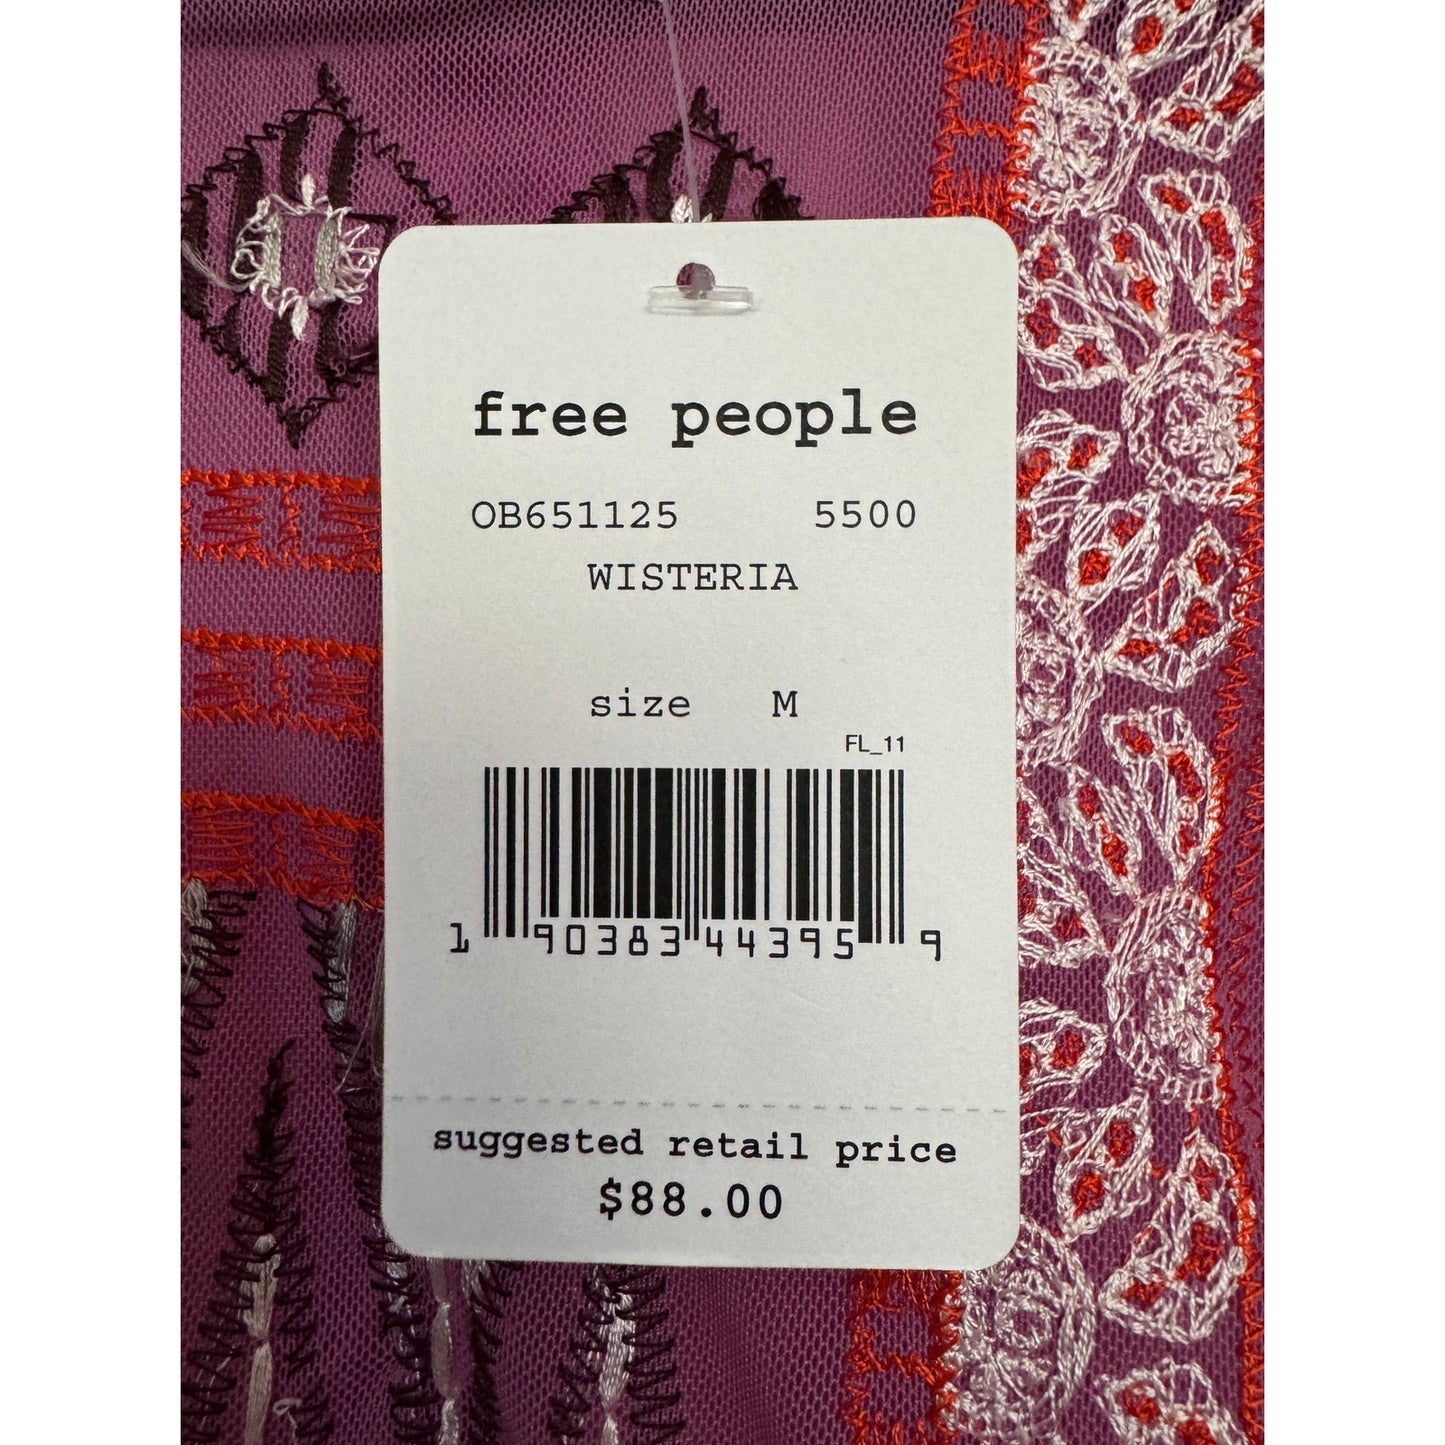 free people
OB651125 5500
WISTERIA
size M
FL_11
1 90383 44395 9
suggested retail price
$88.00